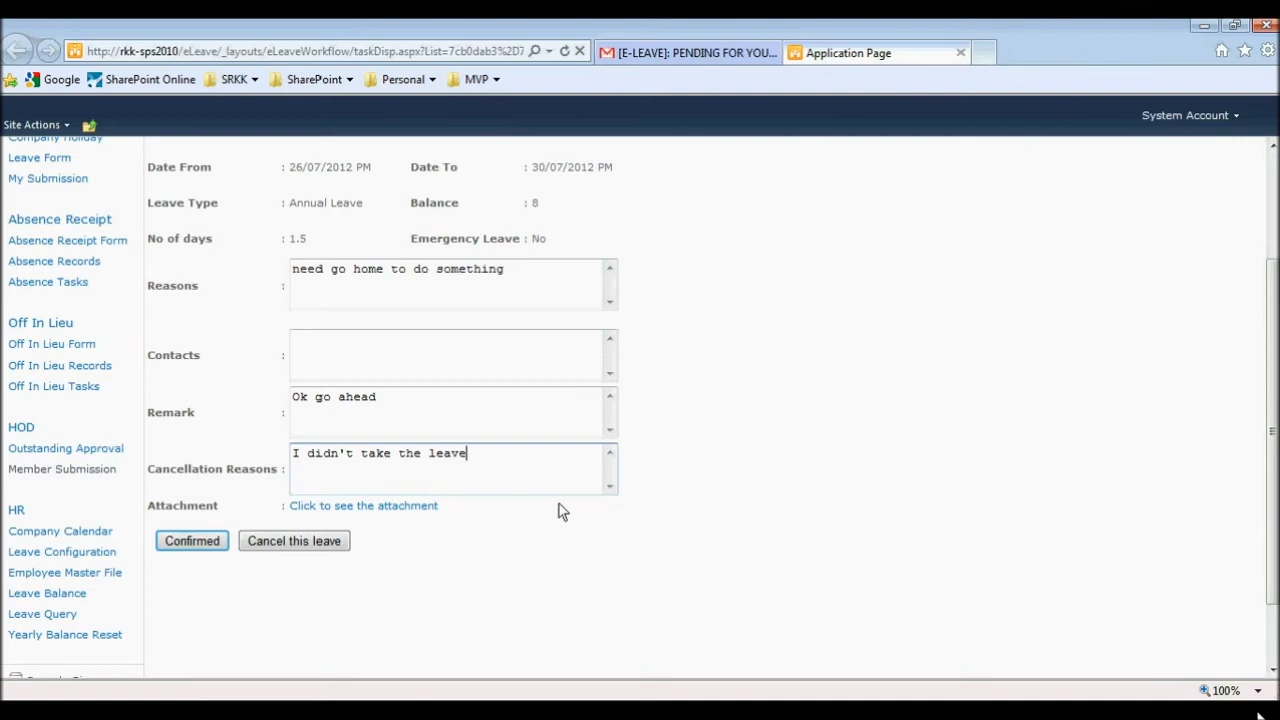 http://rkk-sps2010/eLeave/_layouts/eLeaveWorkflow/taskDisp.aspx?List=7cb0dab3%2D7
[E-LEAVE]: PENDING FOR YOU...
Application Page
Google
SharePoint Online
SRKK
SharePoint
Personal
MVP
Site Actions
System Account
Company Holiday
Leave Form
My Submission
Absence Receipt
Absence Receipt Form
Absence Records
Absence Tasks
Off In Lieu
Off In Lieu Form
Off In Lieu Records
Off In Lieu Tasks
HOD
Outstanding Approval
Member Submission
HR
Company Calendar
Leave Configuration
Employee Master File
Leave Balance
Leave Query
Yearly Balance Reset
Date From : 26/07/2012 PM Date To : 30/07/2012 PM
Leave Type : Annual Leave Balance : 8
No of days : 1.5 Emergency Leave : No
Reasons : need go home to do something
Contacts :
Remark : Ok go ahead
Cancellation Reasons : I didn't take the leave
Attachment : Click to see the attachment
Confirmed Cancel this leave
100%